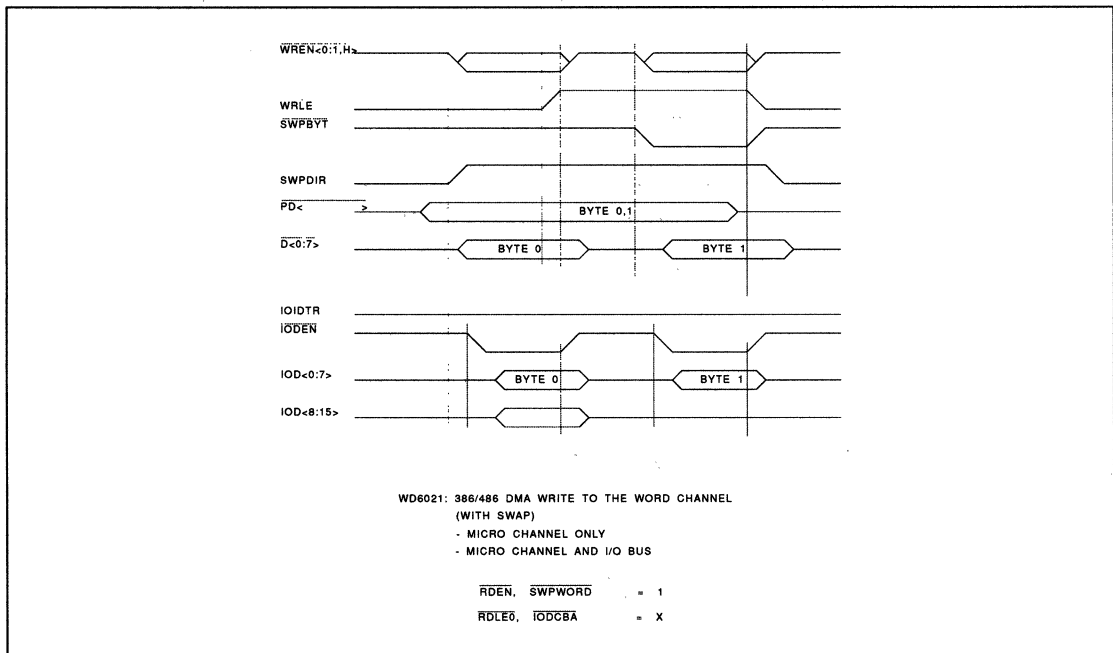 WREN<0:1,H>
WRLE
SWPBYT
SWPDIR
PD< > BYTE 0,1
D<0:7> BYTE 0 BYTE 1
IOIDTR
IODEN
IOD<0:7> BYTE 0 BYTE 1
IOD<8:15>
WD6021: 386/486 DMA WRITE TO THE WORD CHANNEL
(WITH SWAP)
- MICRO CHANNEL ONLY
- MICRO CHANNEL AND I/O BUS
RDEN, SWPWORD = 1
RDLE0, IODCBA = X